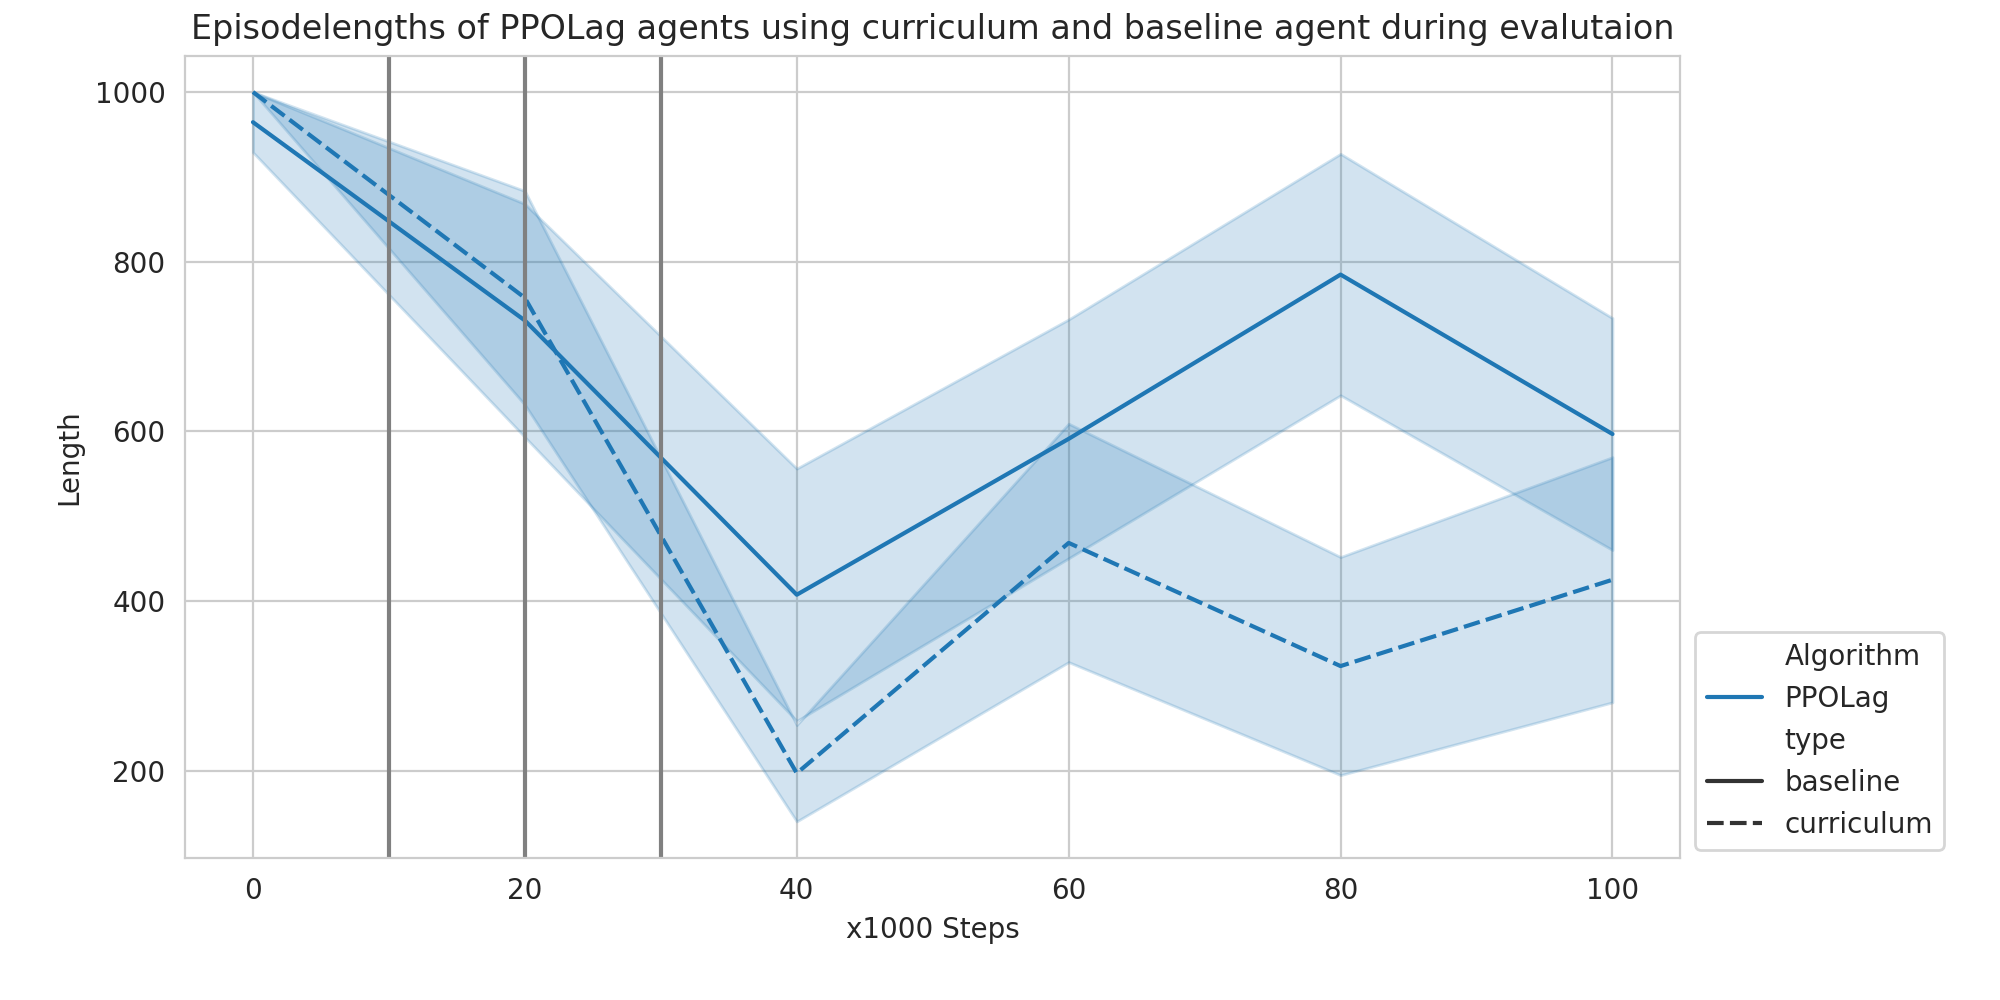 Episodelengths of PPOLag agents using curriculum and baseline agent during evalutaion
1000
800
600
400
200
Length
0 20 40 60 80 100
x1000 Steps
Algorithm
PPOLag
type
baseline
curriculum